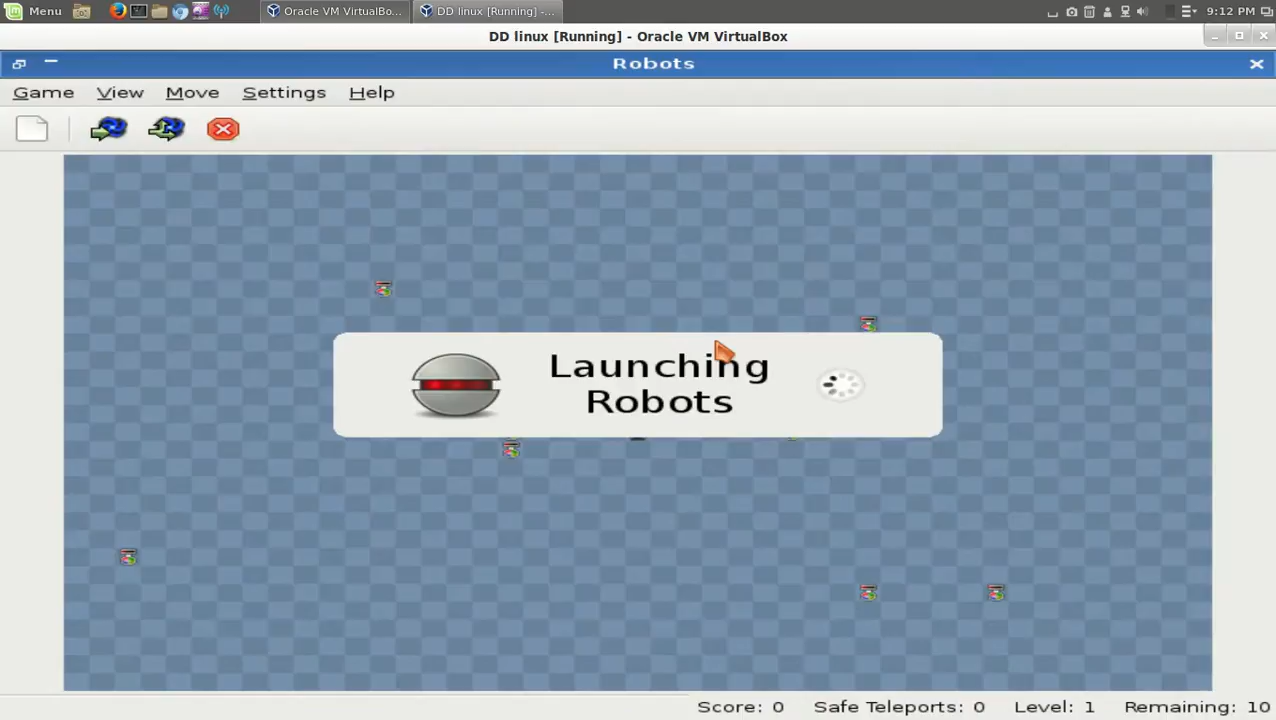 Menu
Oracle VM VirtualBo...
DD linux [Running] -...
9:12 PM
DD linux [Running] - Oracle VM VirtualBox
Robots
Game View Move Settings Help
Launching
Robots
Score: 0 Safe Teleports: 0 Level: 1 Remaining: 10